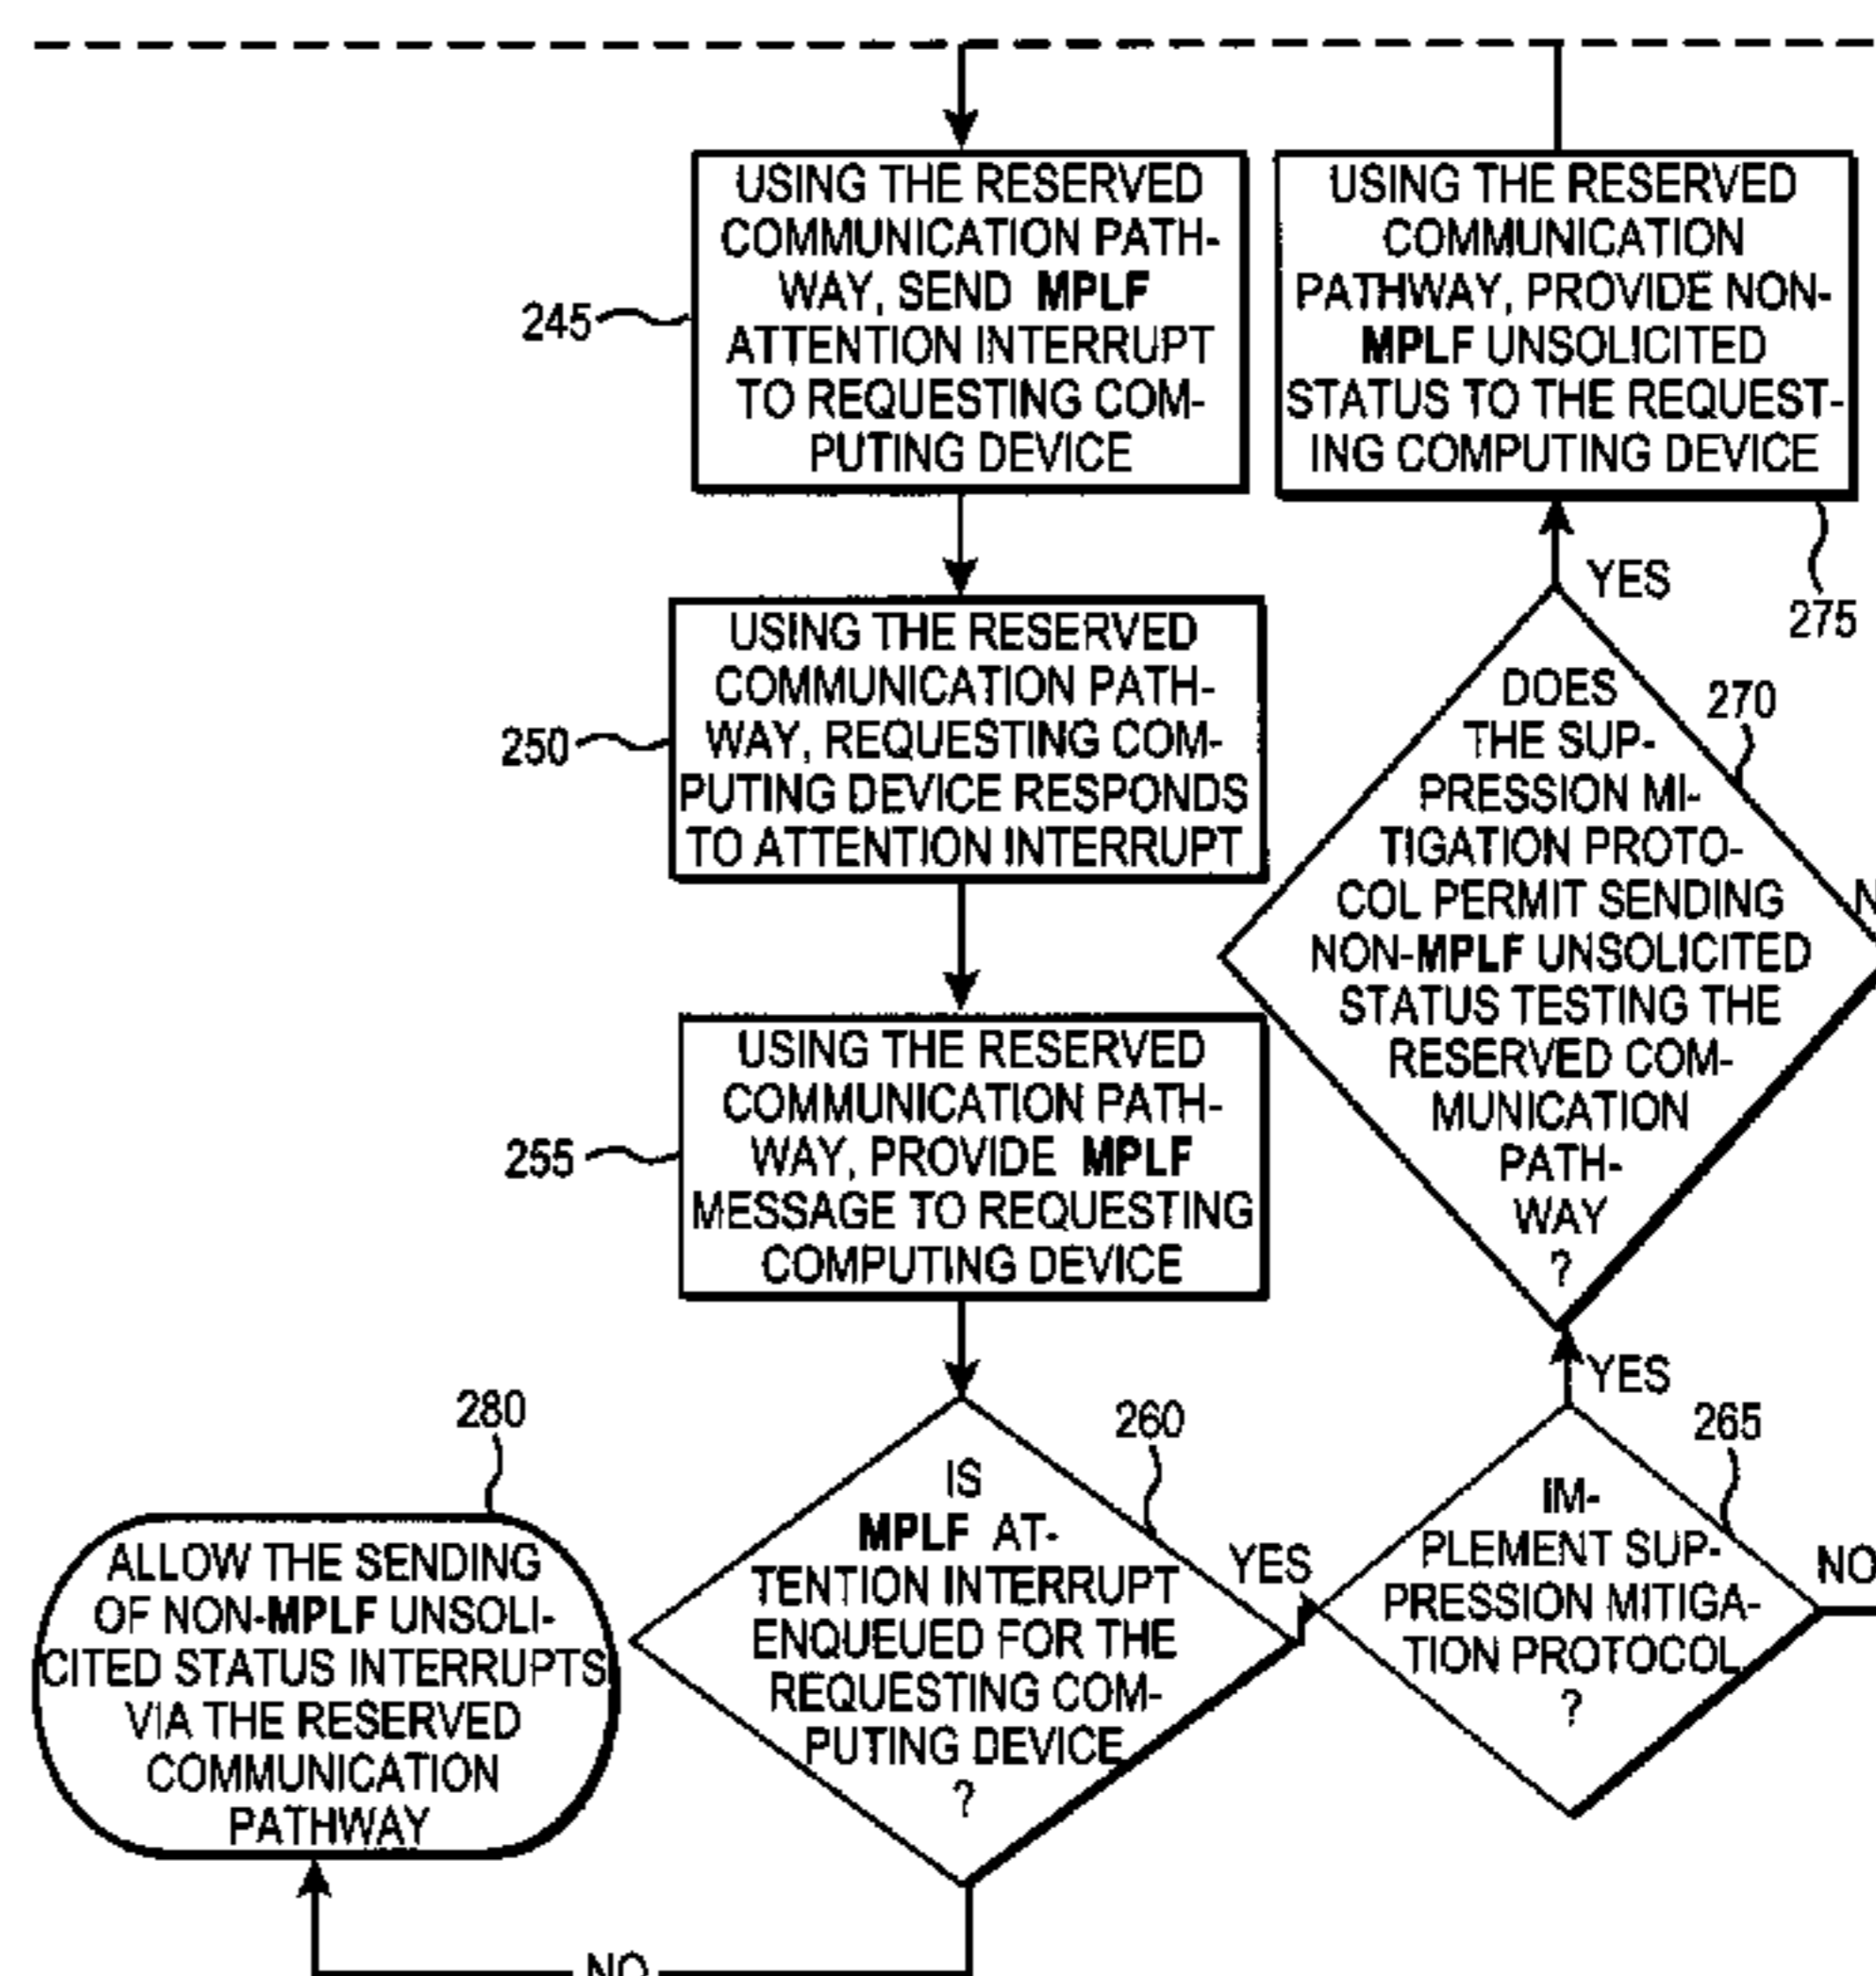 USING THE RESERVED
COMMUNICATION PATH-
WAY, SEND MPLF
ATTENTION INTERRUPT
TO REQUESTING COM-
PUTING DEVICE
245
USING THE RESERVED
COMMUNICATION
PATHWAY, PROVIDE NON-
MPLF UNSOLICITED
STATUS TO THE REQUEST-
ING COMPUTING DEVICE
275
YES
USING THE RESERVED
COMMUNICATION PATH-
WAY, REQUESTING COM-
PUTING DEVICE RESPONDS
TO ATTENTION INTERRUPT
250
DOES
THE SUP-
PRESSION MI-
TIGATION PROTO-
COL PERMIT SENDING
NON-MPLF UNSOLICITED
STATUS TESTING THE
RESERVED COM-
MUNICATION
PATH-
WAY
?
270
USING THE RESERVED
COMMUNICATION PATH-
WAY, PROVIDE MPLF
MESSAGE TO REQUESTING
COMPUTING DEVICE
255
YES
280
ALLOW THE SENDING
OF NON-MPLF UNSOLI-
CITED STATUS INTERRUPTS
VIA THE RESERVED
COMMUNICATION
PATHWAY
260
IS
MPLF AT-
TENTION INTERRUPT
ENQUEUED FOR THE
REQUESTING COM-
PUTING DEVICE
?
YES
265
IM-
PLEMENT SUP-
PRESSION MITIGA-
TION PROTOCOL
?
NO
NO